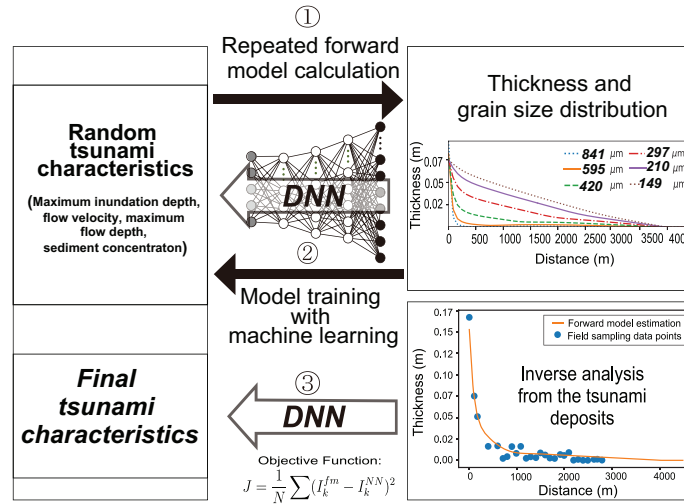 ①
Repeated forward
model calculation
Random
tsunami
characteristics
(Maximum inundation depth,
flow velocity, maximum
flow depth,
sediment concentraton)
DNN
②
Model training
with
machine learning
Thickness and
grain size distribution
841 μm
595 μm
420 μm
297 μm
210 μm
149 μm
Thickness (m)
0.07
0.05
0.02
0 500 1000 1500 2000 2500 3000 3500 4000
Distance (m)
Final
tsunami
characteristics
③
DNN
Objective Function:
J = 1/N ∑(I_k^{fm} − I_k^{NN})^2
Forward model estimation
Field sampling data points
Inverse analysis
from the tsunami
deposits
Thickness (m)
0.17
0.15
0.12
0.10
0.07
0.05
0.02
0.00
0 1000 2000 3000 4000
Distance (m)